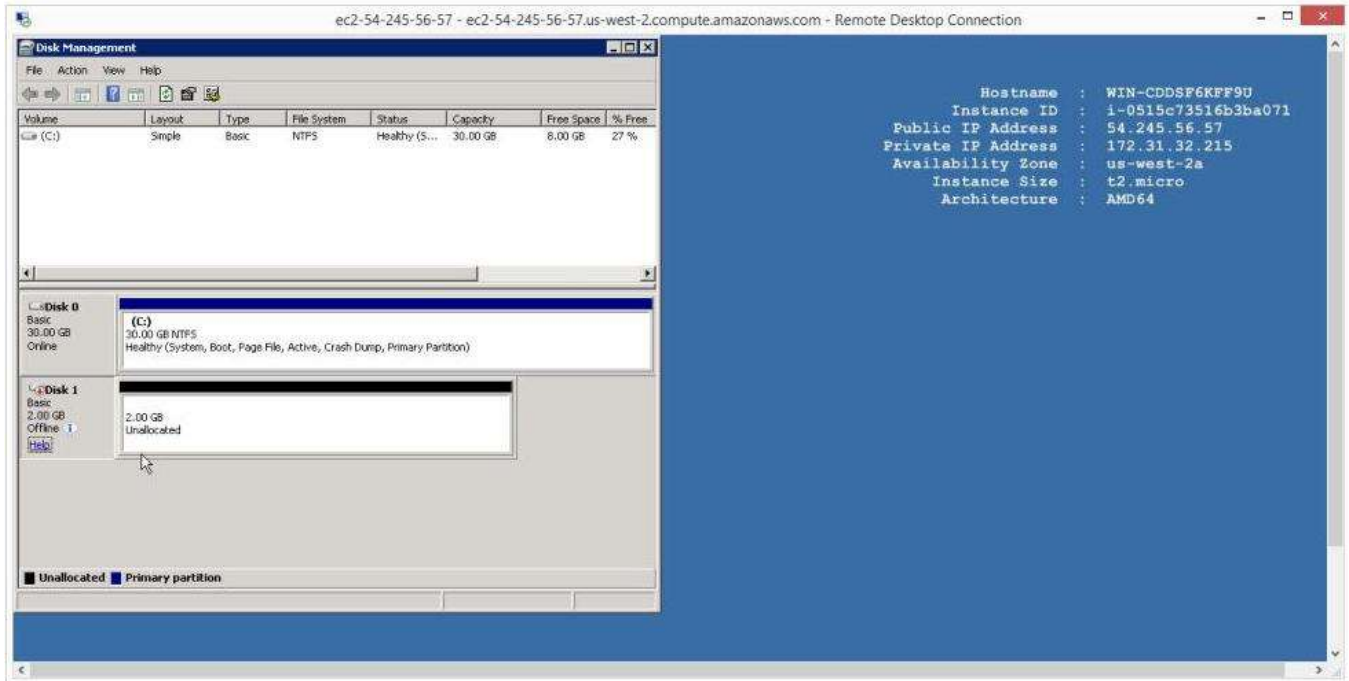 ec2-54-245-56-57 - ec2-54-245-56-57.us-west-2.compute.amazonaws.com - Remote Desktop Connection
Disk Management
File Action View Help
Volume Layout Type File System Status Capacity Free Space % Free
(C:) Simple Basic NTFS Healthy (S... 30.00 GB 8.00 GB 27 %
Disk 0
Basic
30.00 GB
Online
(C:)
30.00 GB NTFS
Healthy (System, Boot, Page File, Active, Crash Dump, Primary Partition)
Disk 1
Basic
2.00 GB
Offline
Help
2.00 GB
Unallocated
Unallocated Primary partition
Hostname : WIN-CDDSF6KFF9U
Instance ID : i-0515c73516b3ba071
Public IP Address : 54.245.56.57
Private IP Address : 172.31.32.215
Availability Zone : us-west-2a
Instance Size : t2.micro
Architecture : AMD64